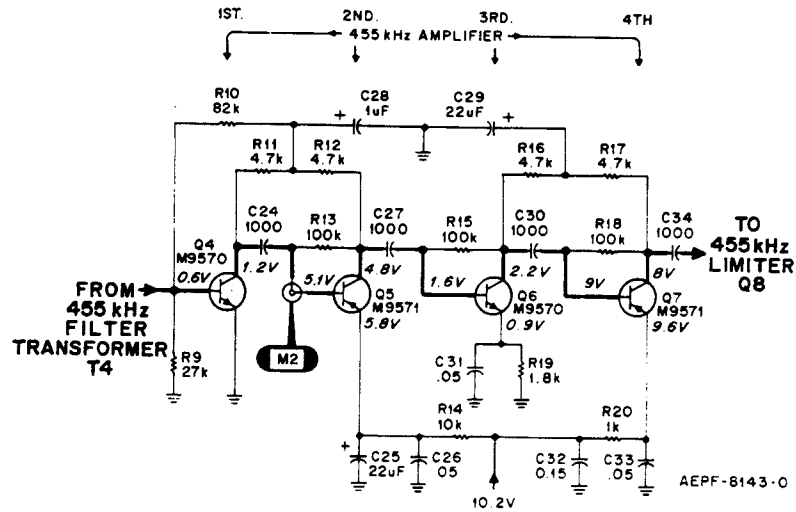 1ST.
2ND.
3RD.
4TH
455kHz AMPLIFIER
R10
82k
+
C28
1uF
C29
22uF
+
R11
4.7k
R12
4.7k
R16
4.7k
R17
4.7k
C24
1000
R13
100k
C27
1000
R15
100k
C30
1000
R18
100k
C34
1000
TO
455kHz
LIMITER
Q8
Q4
M9570
0.6V
1.2V
5.1V
4.8V
1.6V
2.2V
9V
8V
FROM
455 kHz
FILTER
TRANSFORMER
T4
Q5
M9571
5.8V
Q6
M9570
0.9V
Q7
M9571
9.6V
R9
27k
M2
C31
.05
R19
1.8k
R14
10k
R20
1k
+
C25
22uF
C26
.05
C32
0.15
C33
.05
10.2V
AEPF-8143-O